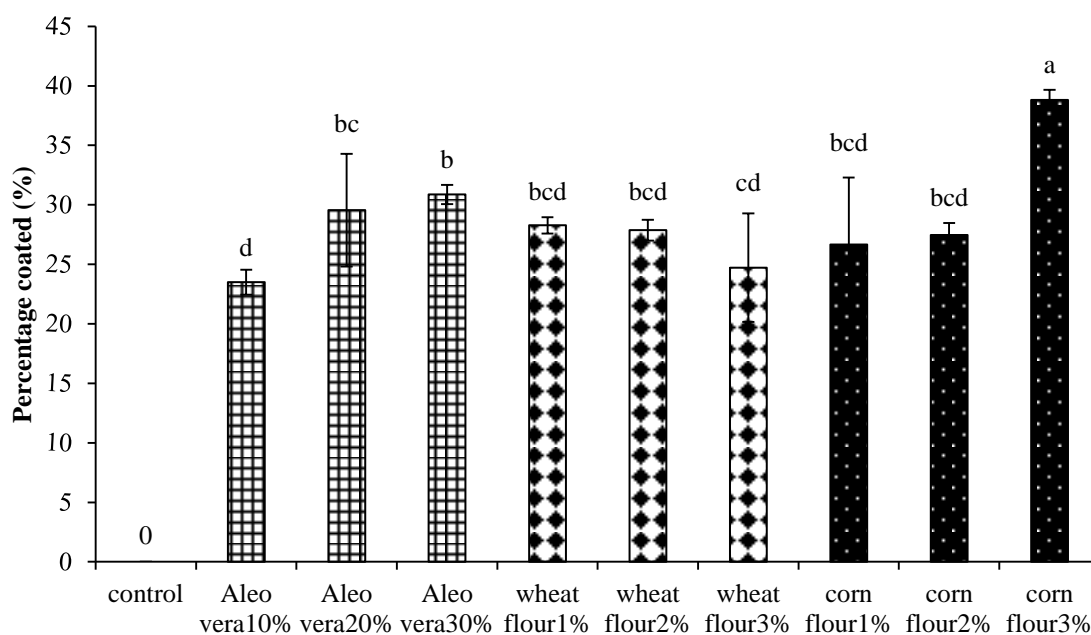 Percentage coated (%)
45
40
35
30
25
20
15
10
5
0
0
d
bc
b
bcd
bcd
cd
bcd
bcd
a
control
Aleo
vera10%
Aleo
vera20%
Aleo
vera30%
wheat
flour1%
wheat
flour2%
wheat
flour3%
corn
flour1%
corn
flour2%
corn
flour3%